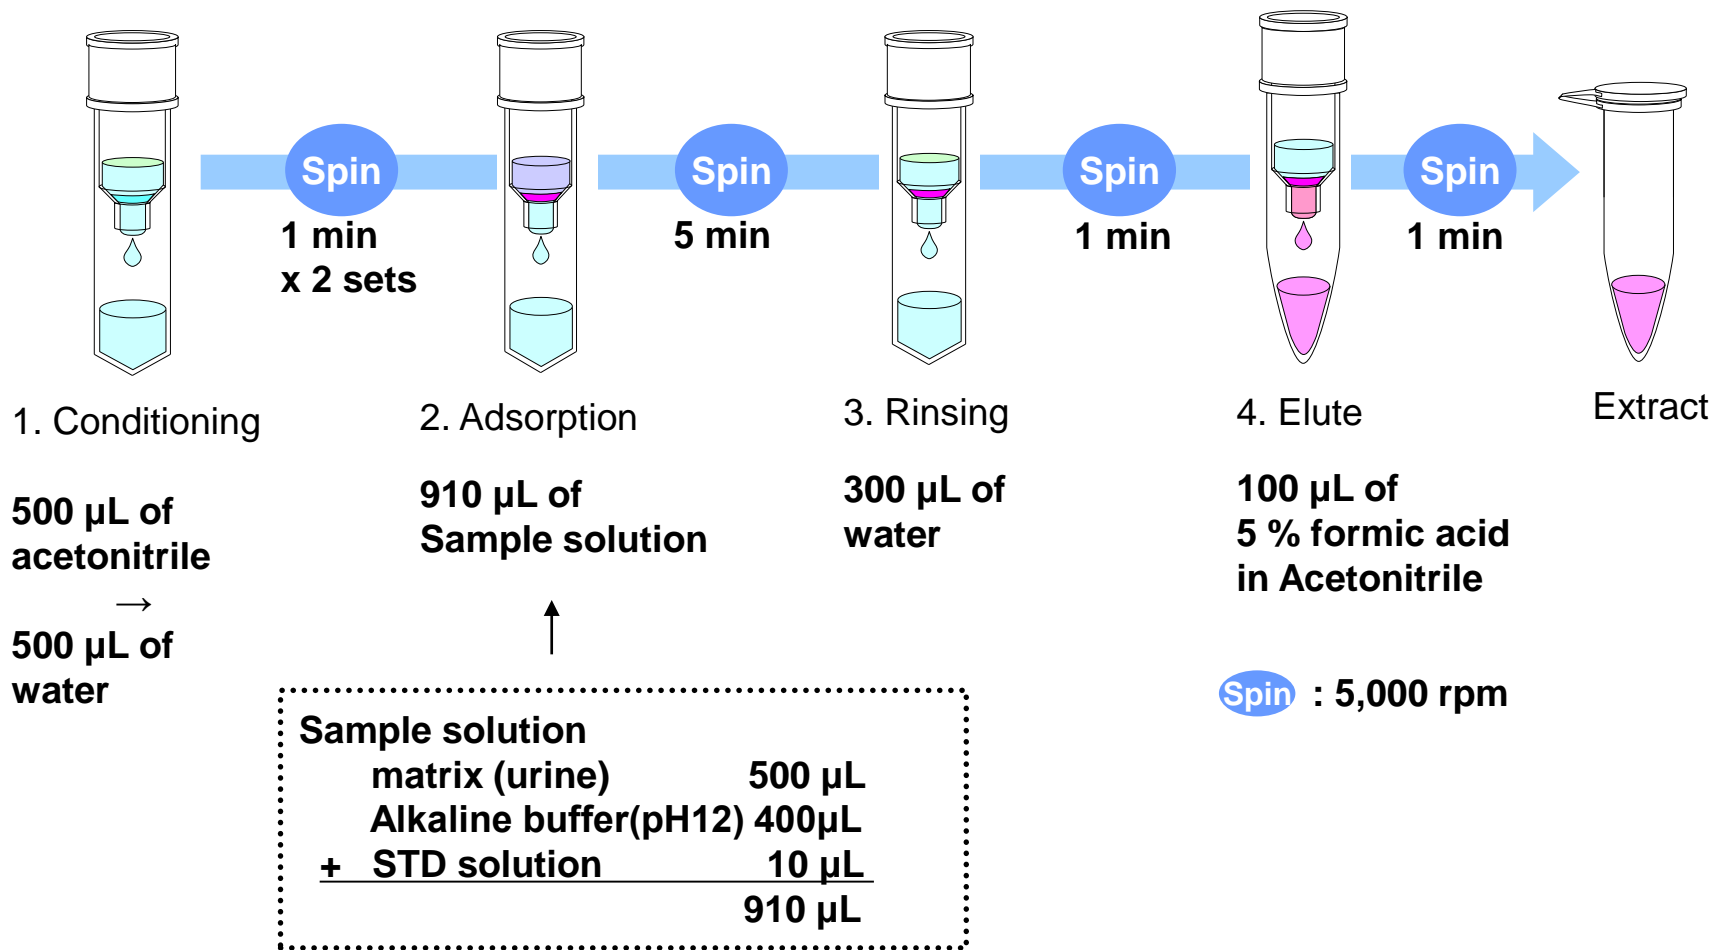 Spin
1 min
x 2 sets
Spin
5 min
Spin
1 min
Spin
1 min
1. Conditioning
500 µL of
acetonitrile
→
500 µL of
water
2. Adsorption
910 µL of
Sample solution
3. Rinsing
300 µL of
water
4. Elute
100 µL of
5 % formic acid
in Acetonitrile
Extract
Spin : 5,000 rpm
Sample solution
matrix (urine) 500 µL
Alkaline buffer(pH12) 400µL
+ STD solution 10 µL
910 µL